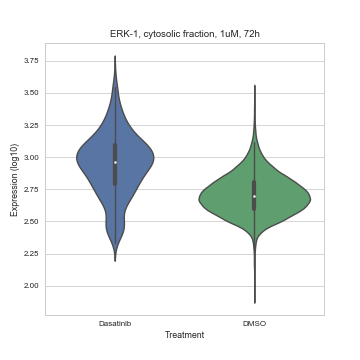 ERK-1, cytosolic fraction, 1uM, 72h
3.75
3.50
3.25
3.00
2.75
2.50
2.25
2.00
Expression (log10)
Dasatinib
DMSO
Treatment